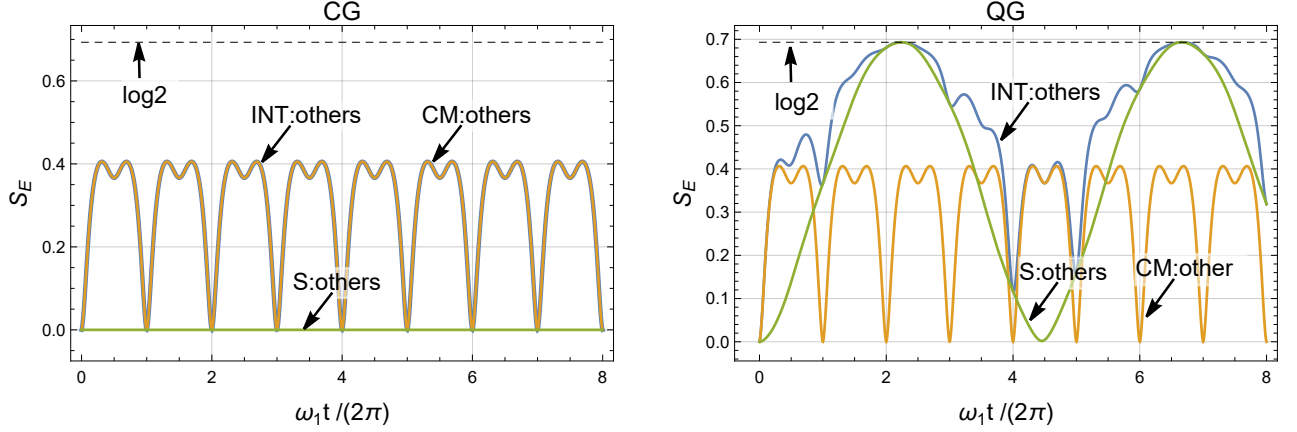 CG
S_E
0.6
0.4
0.2
0.0
log2
INT:others
CM:others
S:others
0 2 4 6 8
ω₁t /(2π)
QG
S_E
0.7
0.6
0.5
0.4
0.3
0.2
0.1
0.0
log2
INT:others
S:others
CM:other
0 2 4 6 8
ω₁t /(2π)